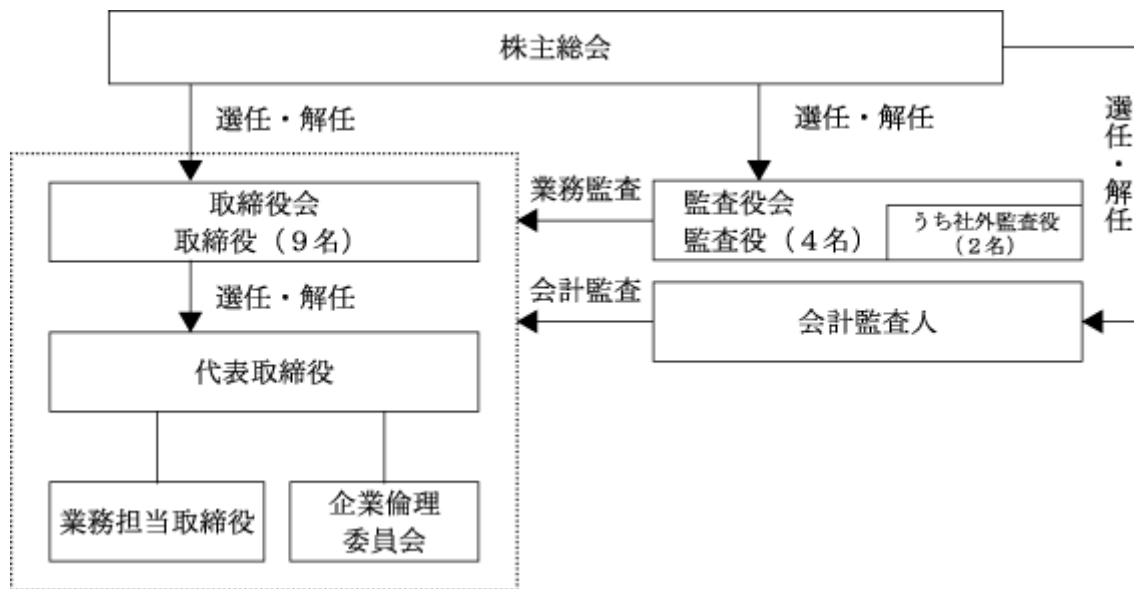 株主総会
選任・解任
選任・解任
選任・解任
取締役会
取締役（９名）
業務監査
監査役会
監査役（４名）
うち社外監査役
（２名）
選任・解任
会計監査
会計監査人
代表取締役
業務担当取締役
企業倫理
委員会